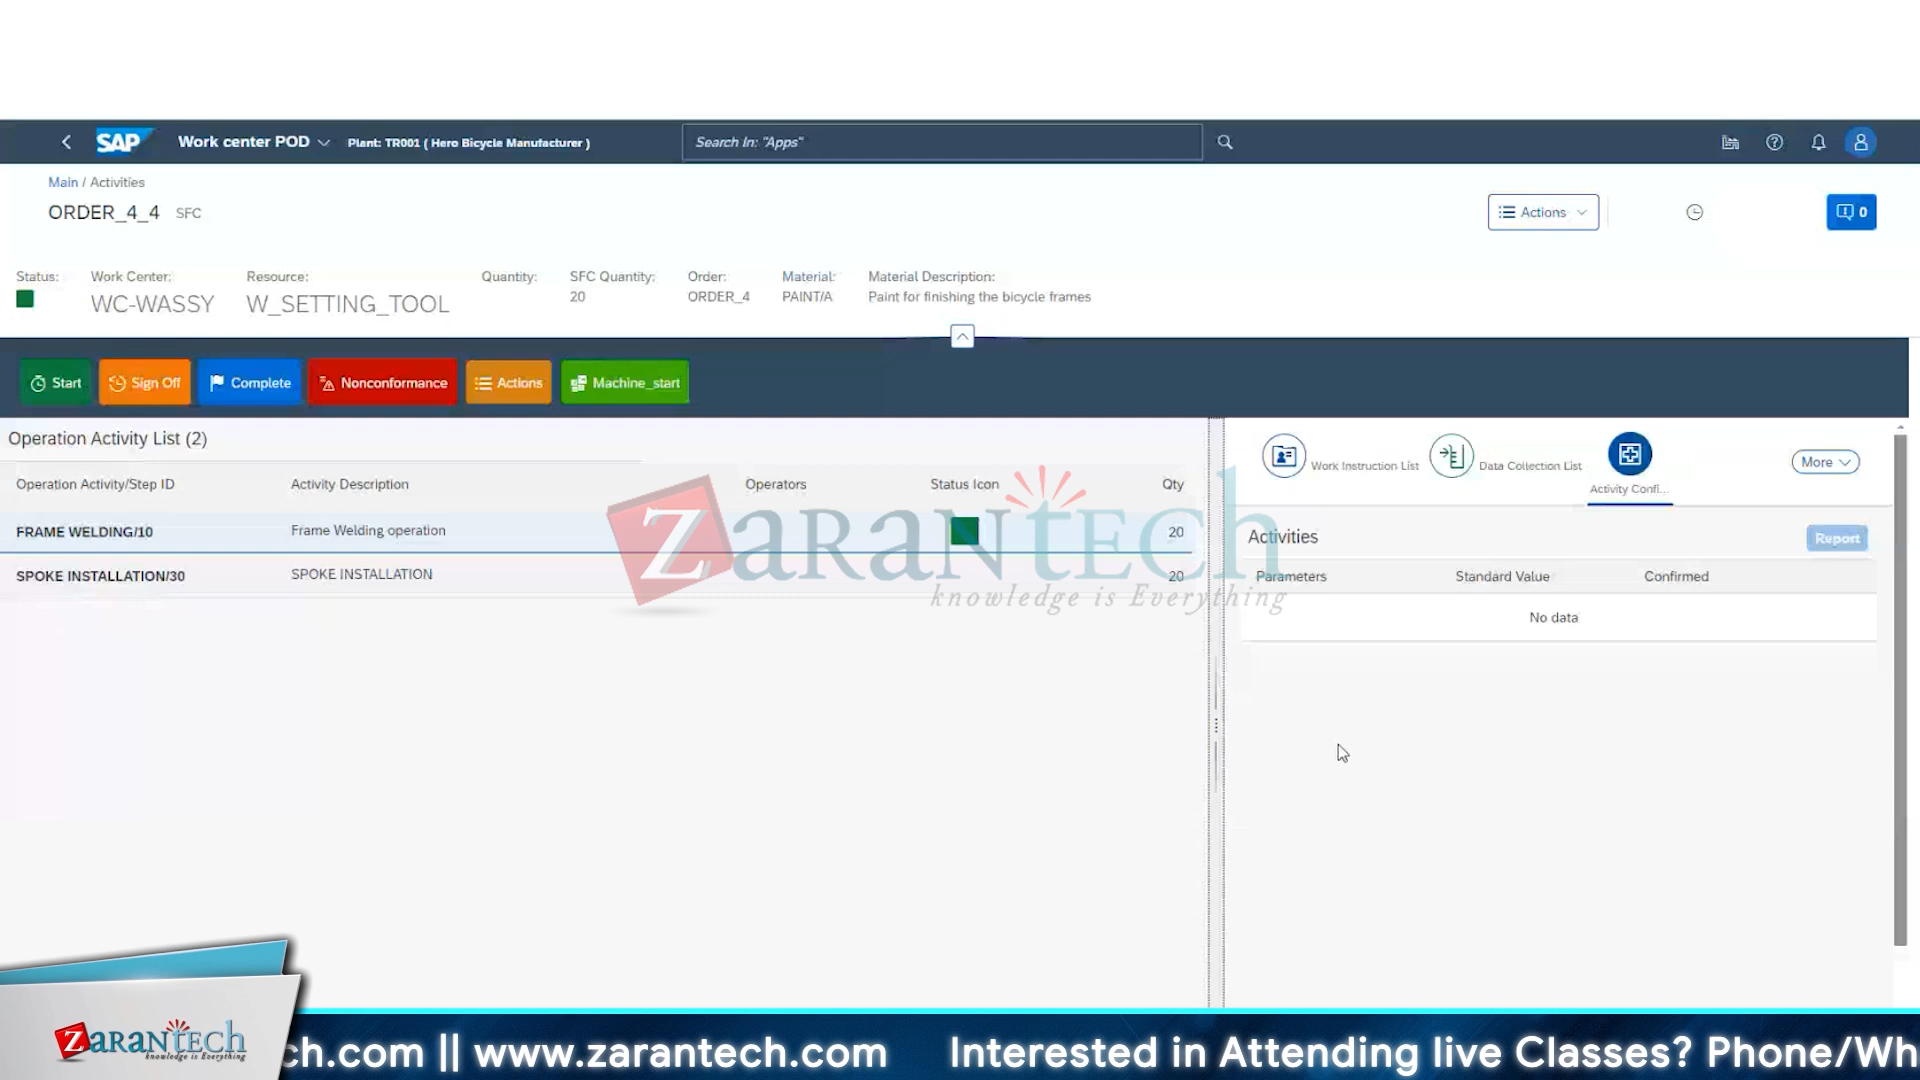 SAP Work center POD Plant: TR001 ( Hero Bicycle Manufacturer ) Search In: "Apps"
Main / Activities
ORDER_4_4 SFC Actions 0
Status: Work Center: Resource: Quantity: SFC Quantity: Order: Material: Material Description:
WC-WASSY W_SETTING_TOOL 20 ORDER_4 PAINT/A Paint for finishing the bicycle frames
Start Sign Off Complete Nonconformance Actions Machine_start
Operation Activity List (2)
Operation Activity/Step ID Activity Description Operators Status Icon Qty
FRAME WELDING/10 Frame Welding operation 20
SPOKE INSTALLATION/30 SPOKE INSTALLATION 20
Work Instruction List Data Collection List Activity Confi... More
Activities Report
Parameters Standard Value Confirmed
No data
ZaranTech
knowledge is Everything
ZaranTech
knowledge is Everything
ch.com || www.zarantech.com Interested in Attending live Classes? Phone/Wh